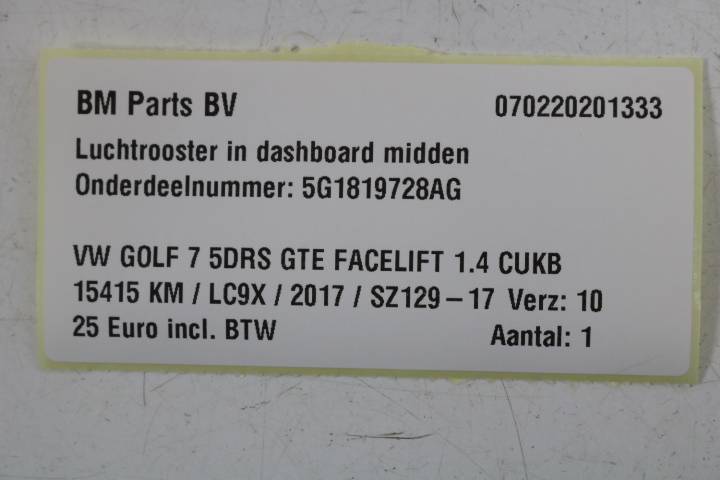 BM Parts BV 070220201333
Luchtrooster in dashboard midden
Onderdeelnummer: 5G1819728AG
VW GOLF 7 5DRS GTE FACELIFT 1.4 CUKB
15415 KM / LC9X / 2017 / SZ129-17 Verz: 10
25 Euro incl. BTW Aantal: 1